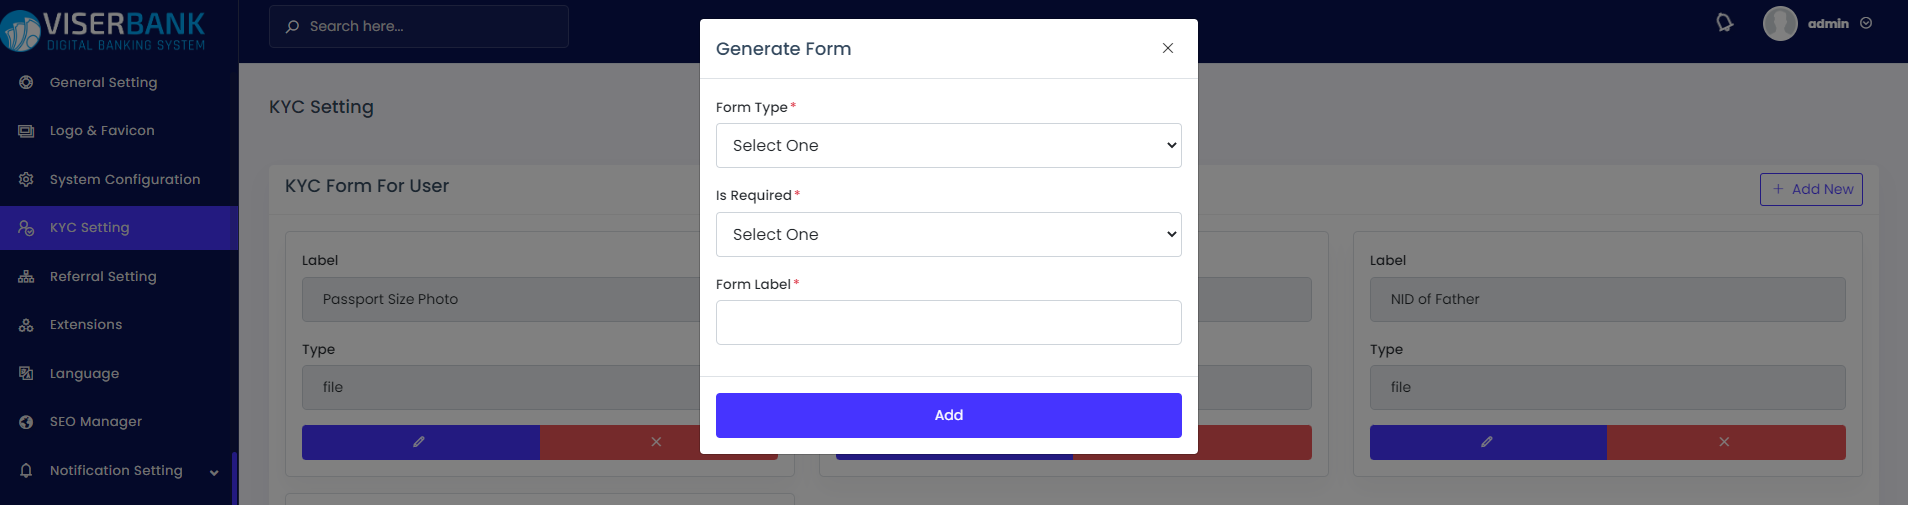 VISERBANK
DIGITAL BANKING SYSTEM
General Setting
Logo & Favicon
System Configuration
KYC Setting
Referral Setting
Extensions
Language
SEO Manager
Notification Setting
Search here...
admin
KYC Setting
KYC Form For User
Add New
Label
Passport Size Photo
Type
file
Label
NID of Father
Type
file
Generate Form
Form Type*
Select One
Is Required*
Select One
Form Label*
Add